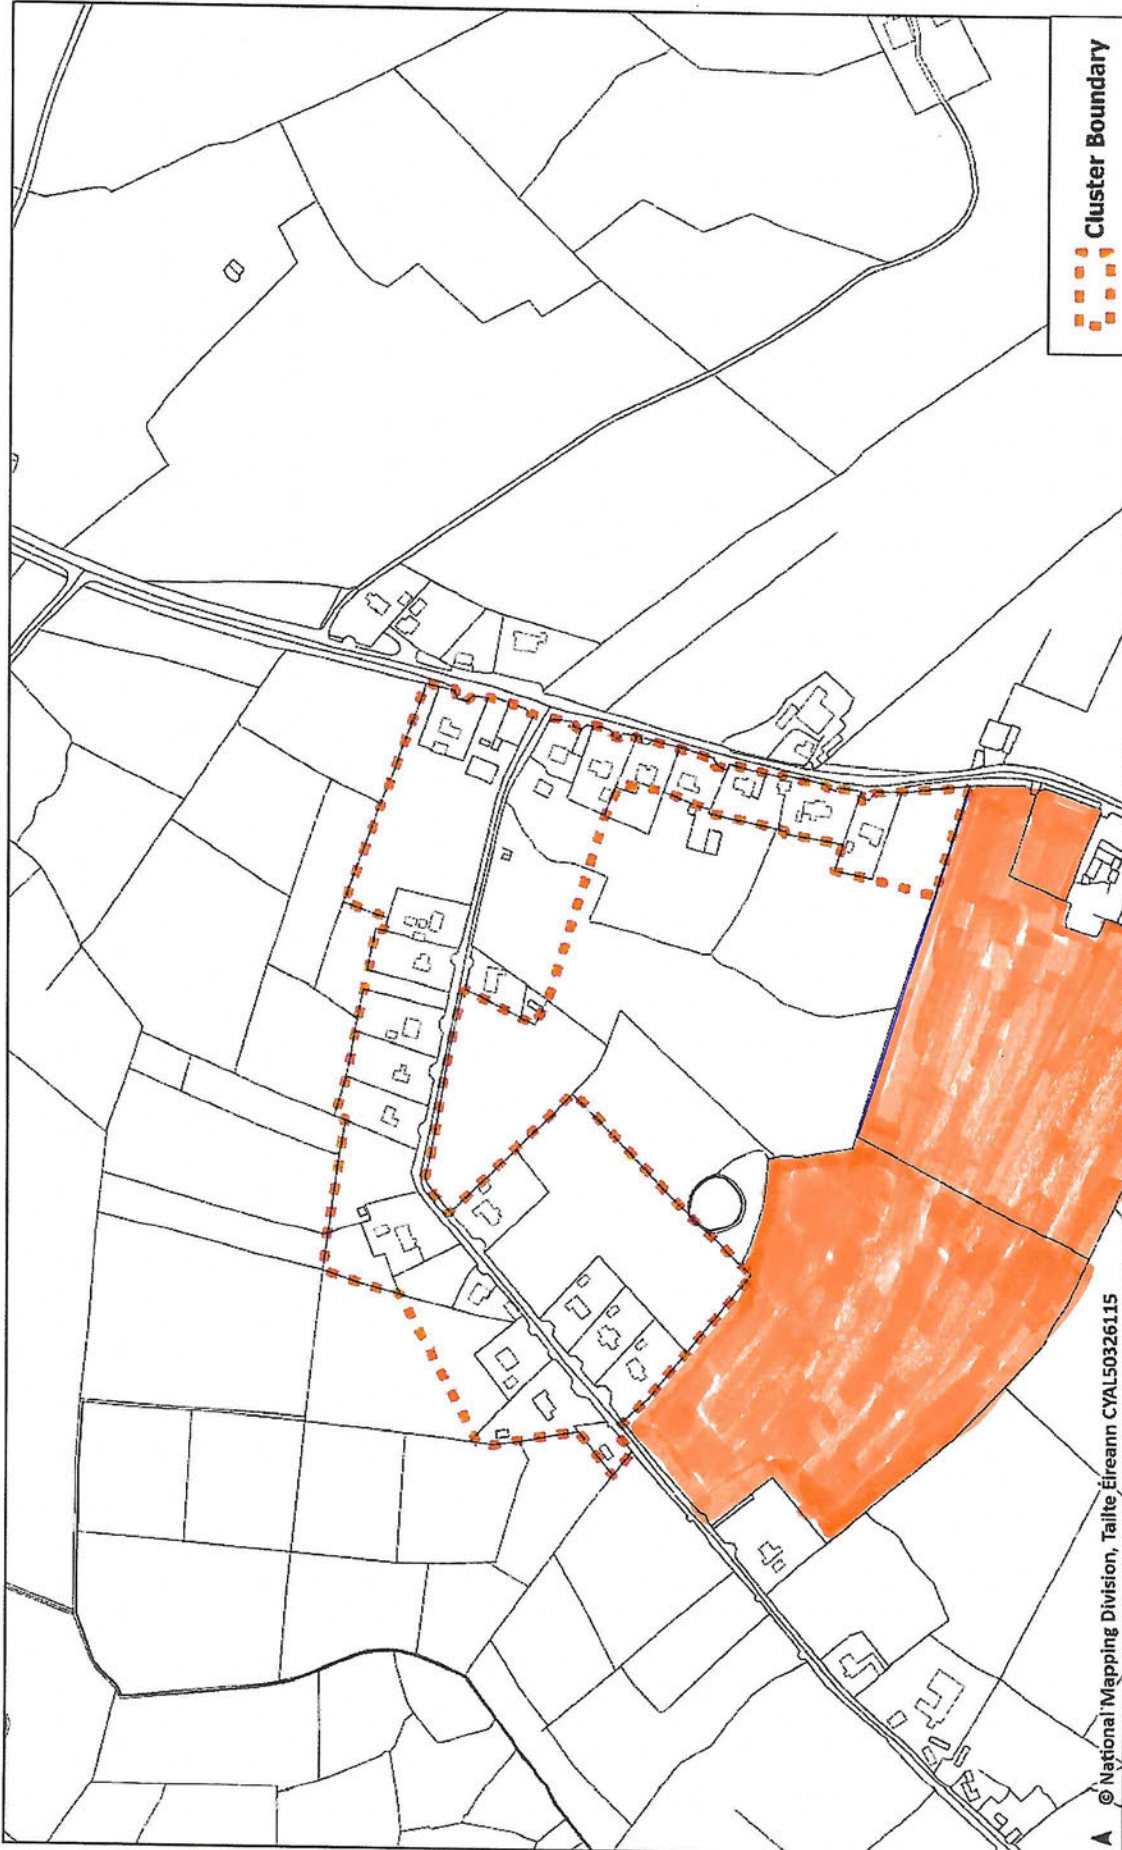 Cluster Boundary
© National Mapping Division, Tailte Éireann CYAL50326115